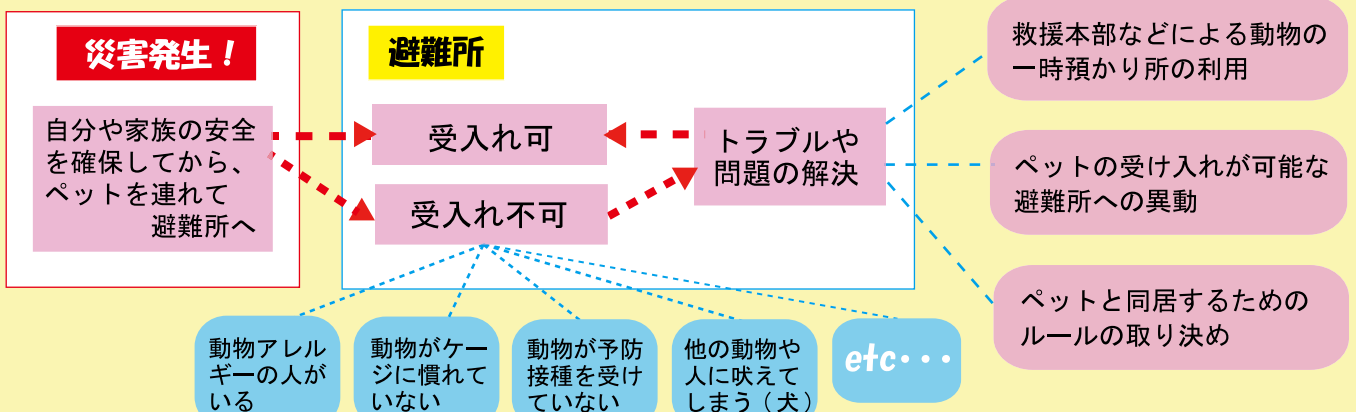 災害発生！
自分や家族の安全
を確保してから、
ペットを連れて
避難所へ
避難所
受入れ可
受入れ不可
トラブルや
問題の解決
救援本部などによる動物の
一時預かり所の利用
ペットの受け入れが可能な
避難所への異動
ペットと同居するための
ルールの取り決め
動物アレル
ギーの人が
いる
動物がケー
ジに慣れて
いない
動物が予防
接種を受け
ていない
他の動物や
人に吠えて
しまう（犬）
etc・・・